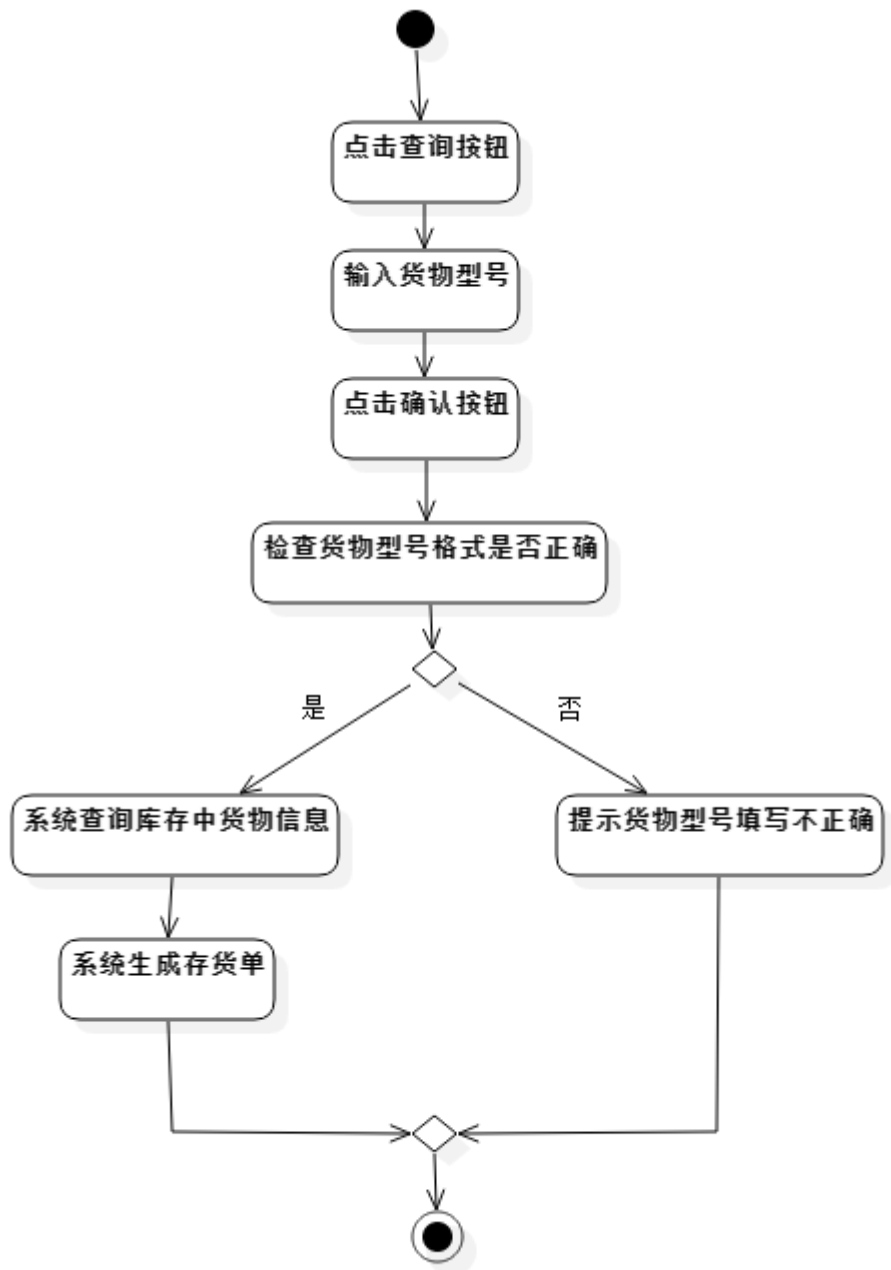 点击查询按钮
输入货物型号
点击确认按钮
检查货物型号格式是否正确
是
否
系统查询库存中货物信息
提示货物型号填写不正确
系统生成存货单